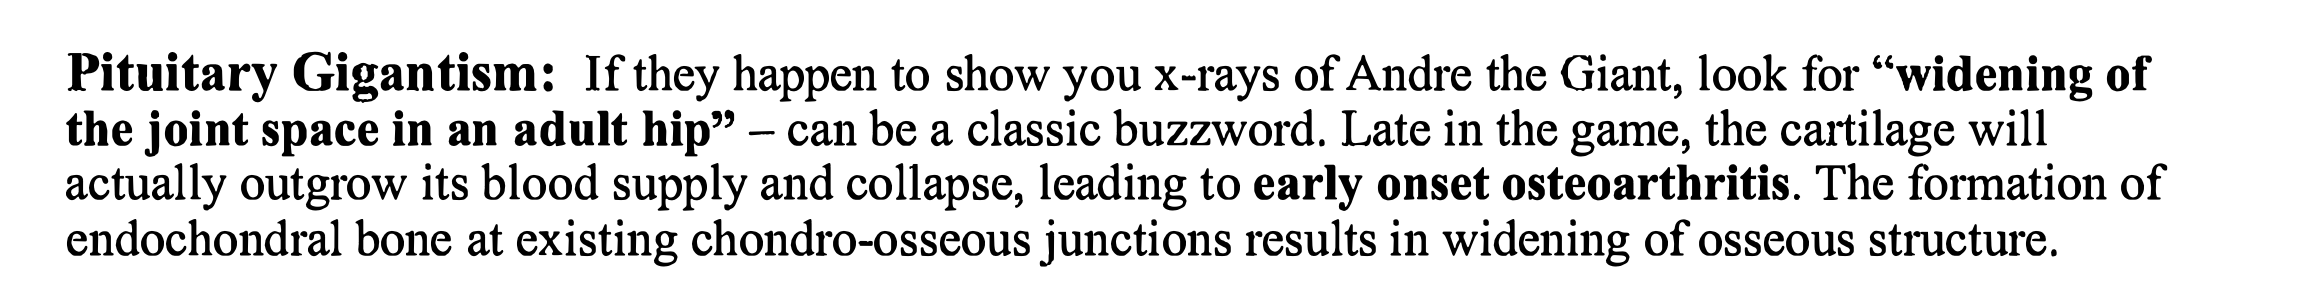 Pituitary Gigantism: If they happen to show you x-rays of Andre the Giant, look for “widening of
the joint space in an adult hip” – can be a classic buzzword. Late in the game, the cartilage will
actually outgrow its blood supply and collapse, leading to early onset osteoarthritis. The formation of
endochondral bone at existing chondro-osseous junctions results in widening of osseous structure.